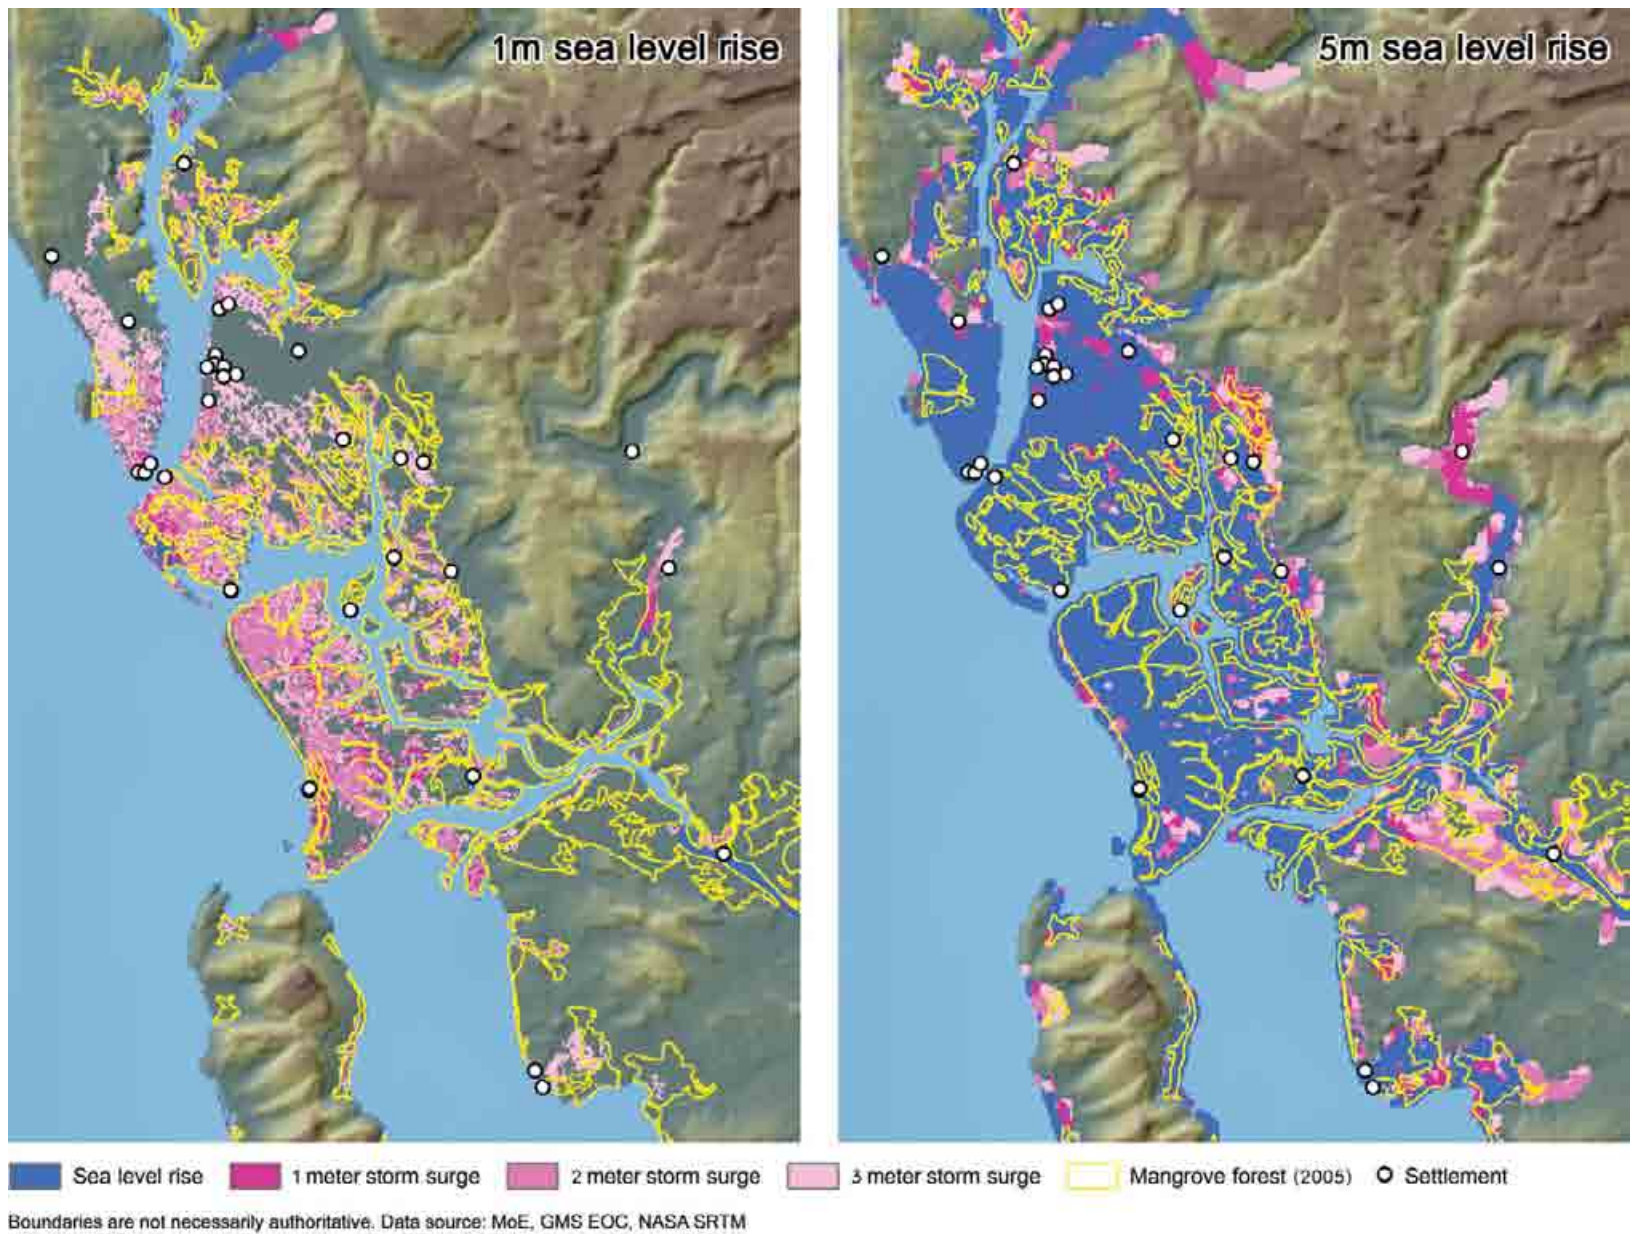 1m sea level rise
5m sea level rise
Sea level rise
1 meter storm surge
2 meter storm surge
3 meter storm surge
Mangrove forest (2005)
Settlement
Boundaries are not necessarily authoritative. Data source: MoE, GMS EOC, NASA SRTM